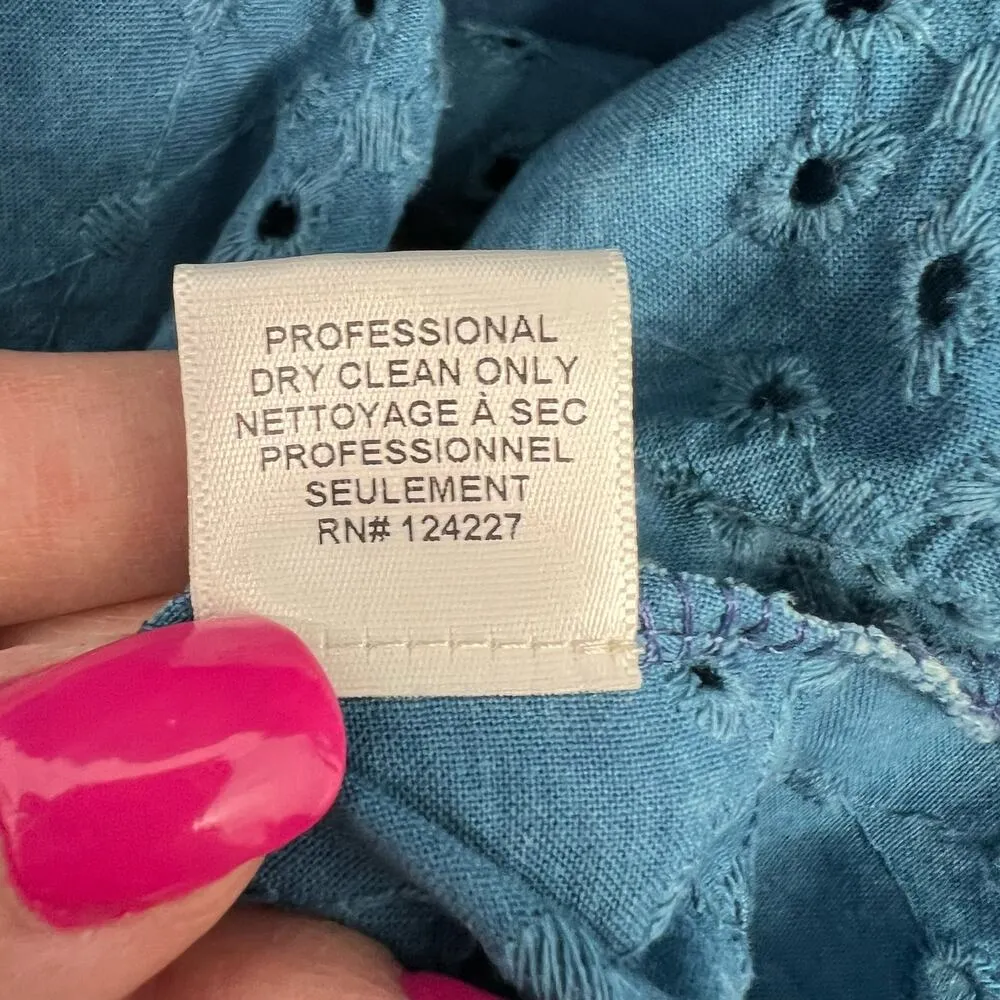 PROFESSIONAL
DRY CLEAN ONLY
NETTOYAGE À SEC
PROFESSIONNEL
SEULEMENT
RN# 124227